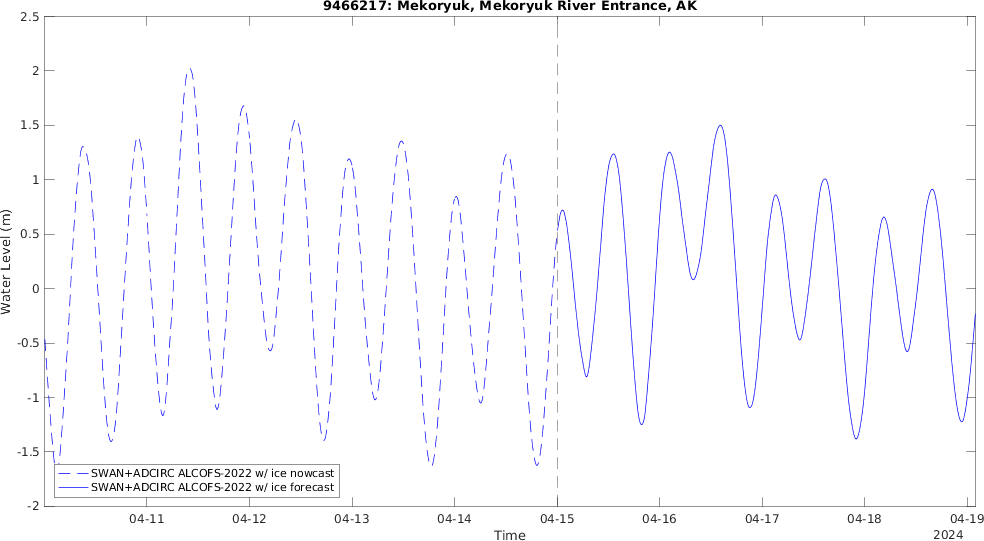 9466217: Mekoryuk, Mekoryuk River Entrance, AK
2.5
2
1.5
1
0.5
0
-0.5
-1
-1.5
-2
Water Level (m)
SWAN+ADCIRC ALCOFS-2022 w/ ice nowcast
SWAN+ADCIRC ALCOFS-2022 w/ ice forecast
04-11 04-12 04-13 04-14 04-15 04-16 04-17 04-18 04-19
Time
2024